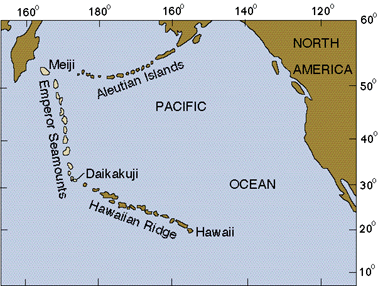 160° 180° 160° 140° 120°
60°
NORTH
AMERICA
Meiji
Aleutian Islands
50°
PACIFIC
Emperor Seamounts
40°
Daikakuji
OCEAN
30°
Hawaiian Ridge
Hawaii
20°
10°